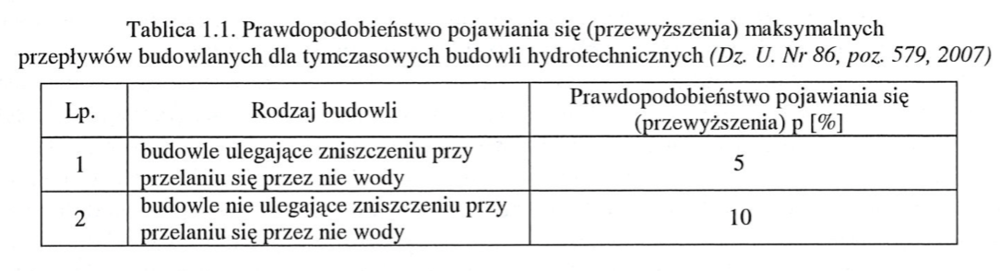 Tablica 1.1. Prawdopodobieństwo pojawiania się (przewyższenia) maksymalnych
przepływów budowlanych dla tymczasowych budowli hydrotechnicznych (Dz. U. Nr 86, poz. 579, 2007)
Lp.
Rodzaj budowli
Prawdopodobieństwo pojawiania się
(przewyższenia) p [%]
1
budowle ulegające zniszczeniu przy
przelaniu się przez nie wody
5
2
budowle nie ulegające zniszczeniu przy
przelaniu się przez nie wody
10